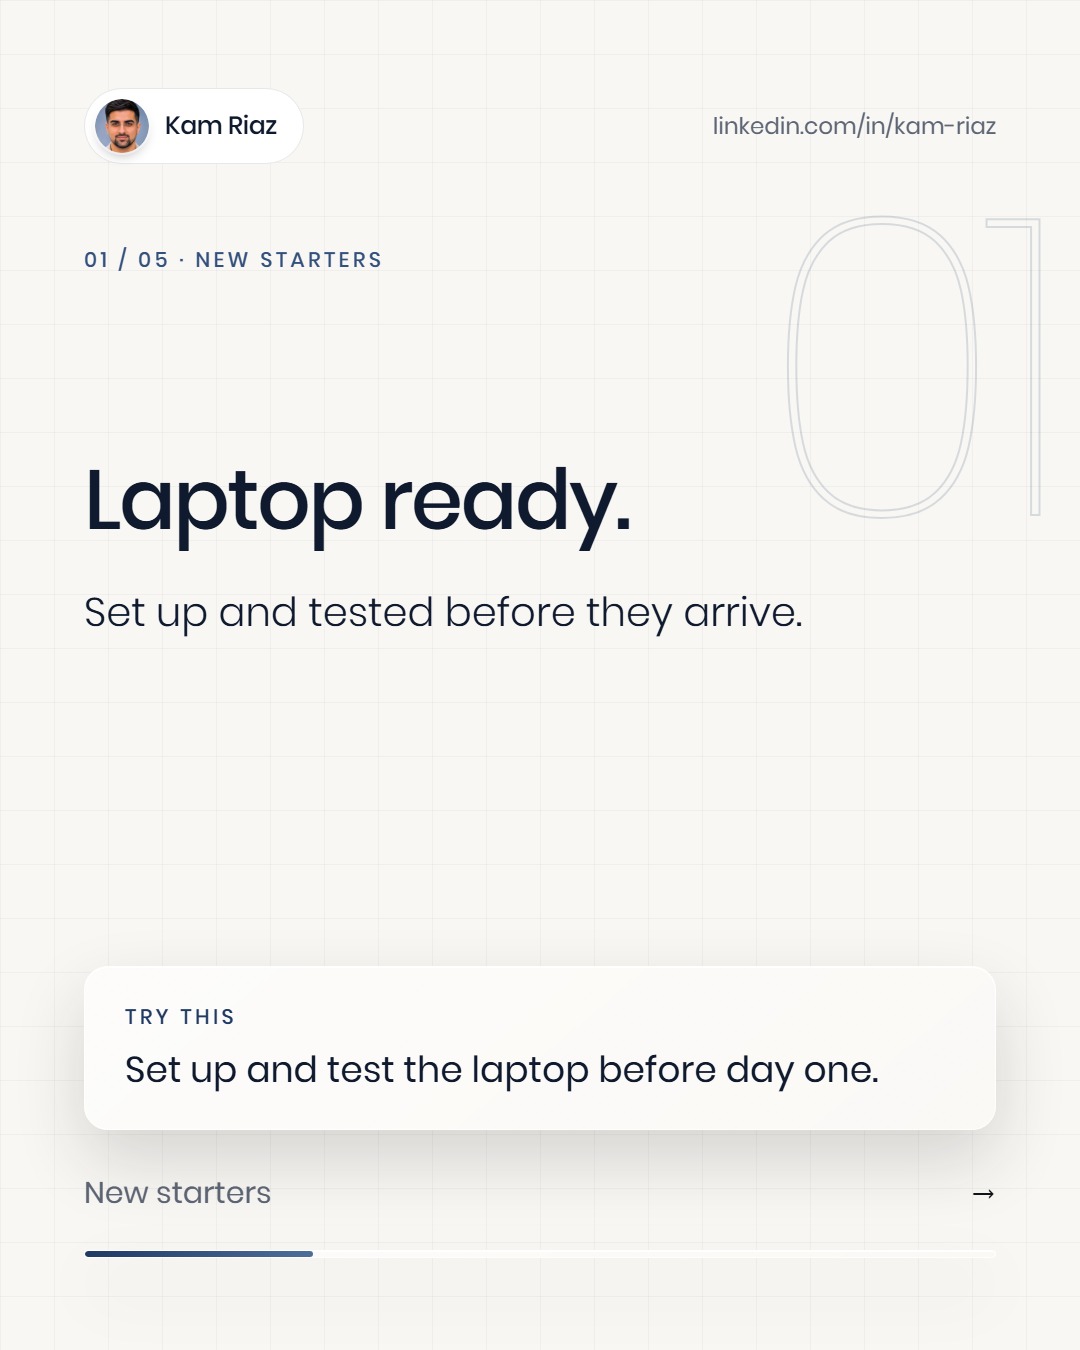 Kam Riaz
linkedin.com/in/kam-riaz
01
01 / 05 · NEW STARTERS
Laptop ready.
Set up and tested before they arrive.
TRY THIS
Set up and test the laptop before day one.
New starters →